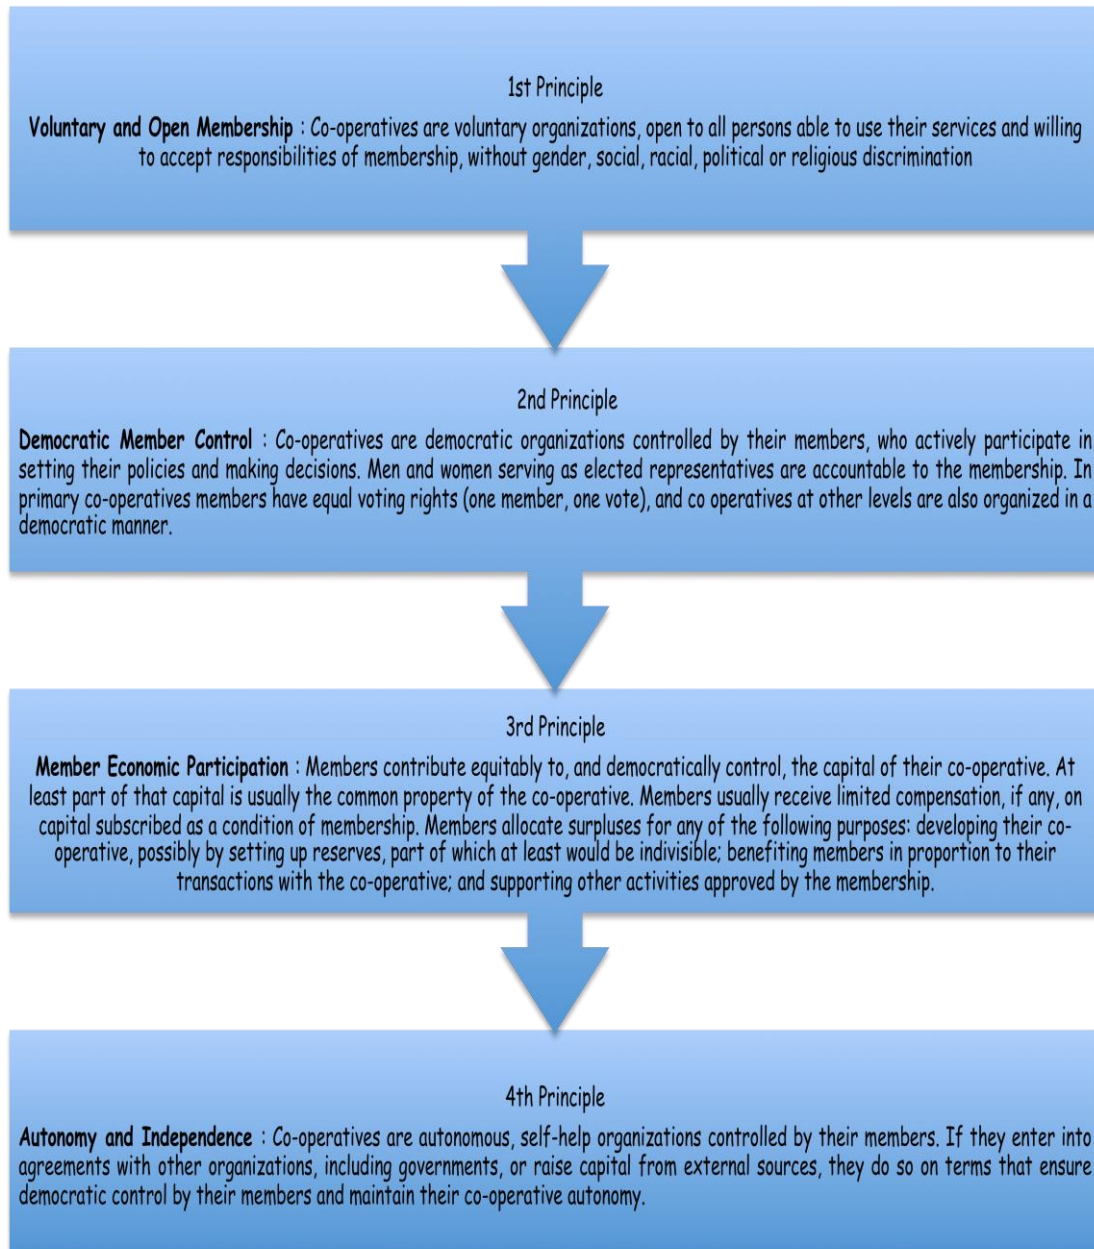 1st Principle
Voluntary and Open Membership : Co-operatives are voluntary organizations, open to all persons able to use their services and willing
to accept responsibilities of membership, without gender, social, racial, political or religious discrimination
2nd Principle
Democratic Member Control : Co-operatives are democratic organizations controlled by their members, who actively participate in
setting their policies and making decisions. Men and women serving as elected representatives are accountable to the membership. In
primary co-operatives members have equal voting rights (one member, one vote), and co operatives at other levels are also organized in a
democratic manner.
3rd Principle
Member Economic Participation : Members contribute equitably to, and democratically control, the capital of their co-operative. At
least part of that capital is usually the common property of the co-operative. Members usually receive limited compensation, if any, on
capital subscribed as a condition of membership. Members allocate surpluses for any of the following purposes: developing their co-
operative, possibly by setting up reserves, part of which at least would be indivisible; benefiting members in proportion to their
transactions with the co-operative; and supporting other activities approved by the membership.
4th Principle
Autonomy and Independence : Co-operatives are autonomous, self-help organizations controlled by their members. If they enter into
agreements with other organizations, including governments, or raise capital from external sources, they do so on terms that ensure
democratic control by their members and maintain their co-operative autonomy.